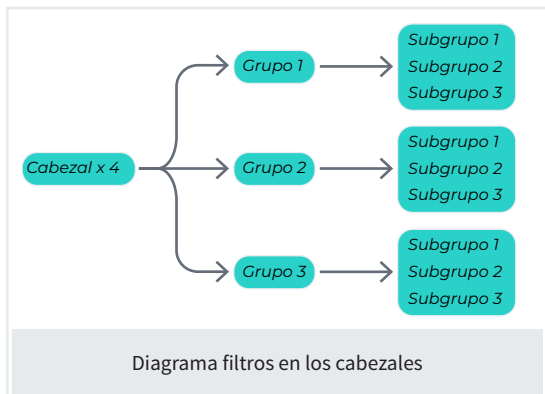 Cabezal x 4
Grupo 1
Subgrupo 1
Subgrupo 2
Subgrupo 3
Grupo 2
Subgrupo 1
Subgrupo 2
Subgrupo 3
Grupo 3
Subgrupo 1
Subgrupo 2
Subgrupo 3
Diagrama filtros en los cabezales